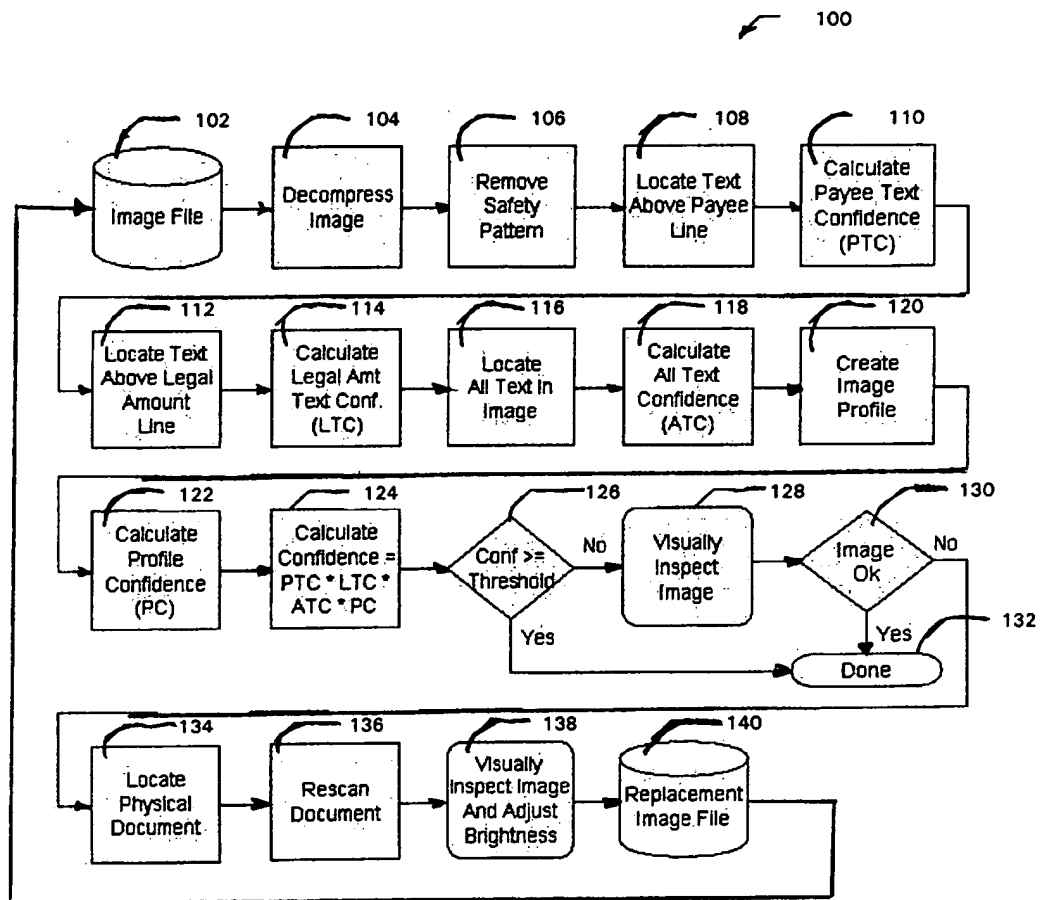 100
102
104
106
108
110
Image File
Decompress
Image
Remove
Safety
Pattern
Locate Text
Above Payee
Line
Calculate
Payee Text
Confidence
(PTC)
112
114
116
118
120
Locate Text
Above Legal
Amount
Line
Calculate
Legal Amt
Text Conf.
(LTC)
Locate
All Text In
Image
Calculate
All Text
Confidence
(ATC)
Create
Image
Profile
122
124
126
128
130
Calculate
Profile
Confidence
(PC)
Calculate
Confidence =
PTC * LTC *
ATC * PC
Conf >=
Threshold
No
Visually
Inspect
Image
Image
Ok
No
Yes
Yes
132
Done
134
136
138
140
Locate
Physical
Document
Rescan
Document
Visually
Inspect Image
And Adjust
Brightness
Replacement
Image File